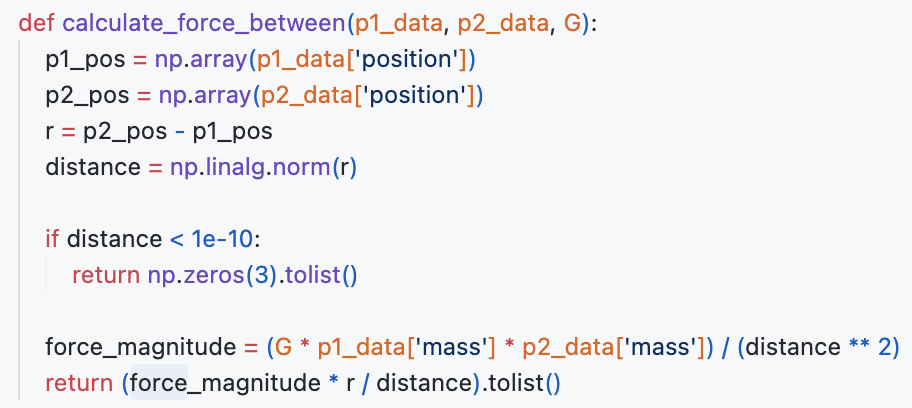 def calculate_force_between(p1_data, p2_data, G):
    p1_pos = np.array(p1_data['position'])
    p2_pos = np.array(p2_data['position'])
    r = p2_pos - p1_pos
    distance = np.linalg.norm(r)

    if distance < 1e-10:
        return np.zeros(3).tolist()

    force_magnitude = (G * p1_data['mass'] * p2_data['mass']) / (distance ** 2)
    return (force_magnitude * r / distance).tolist()